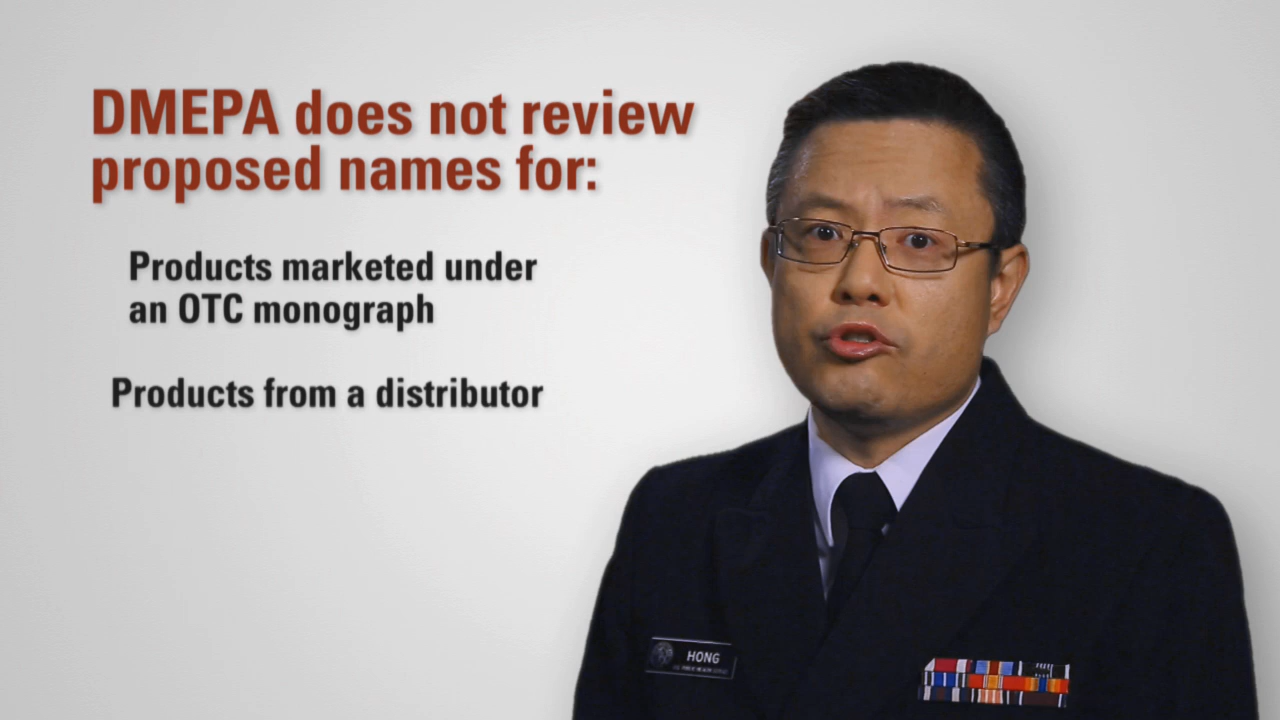 DMEPA does not review
proposed names for:
Products marketed under
an OTC monograph
Products from a distributor
HONG